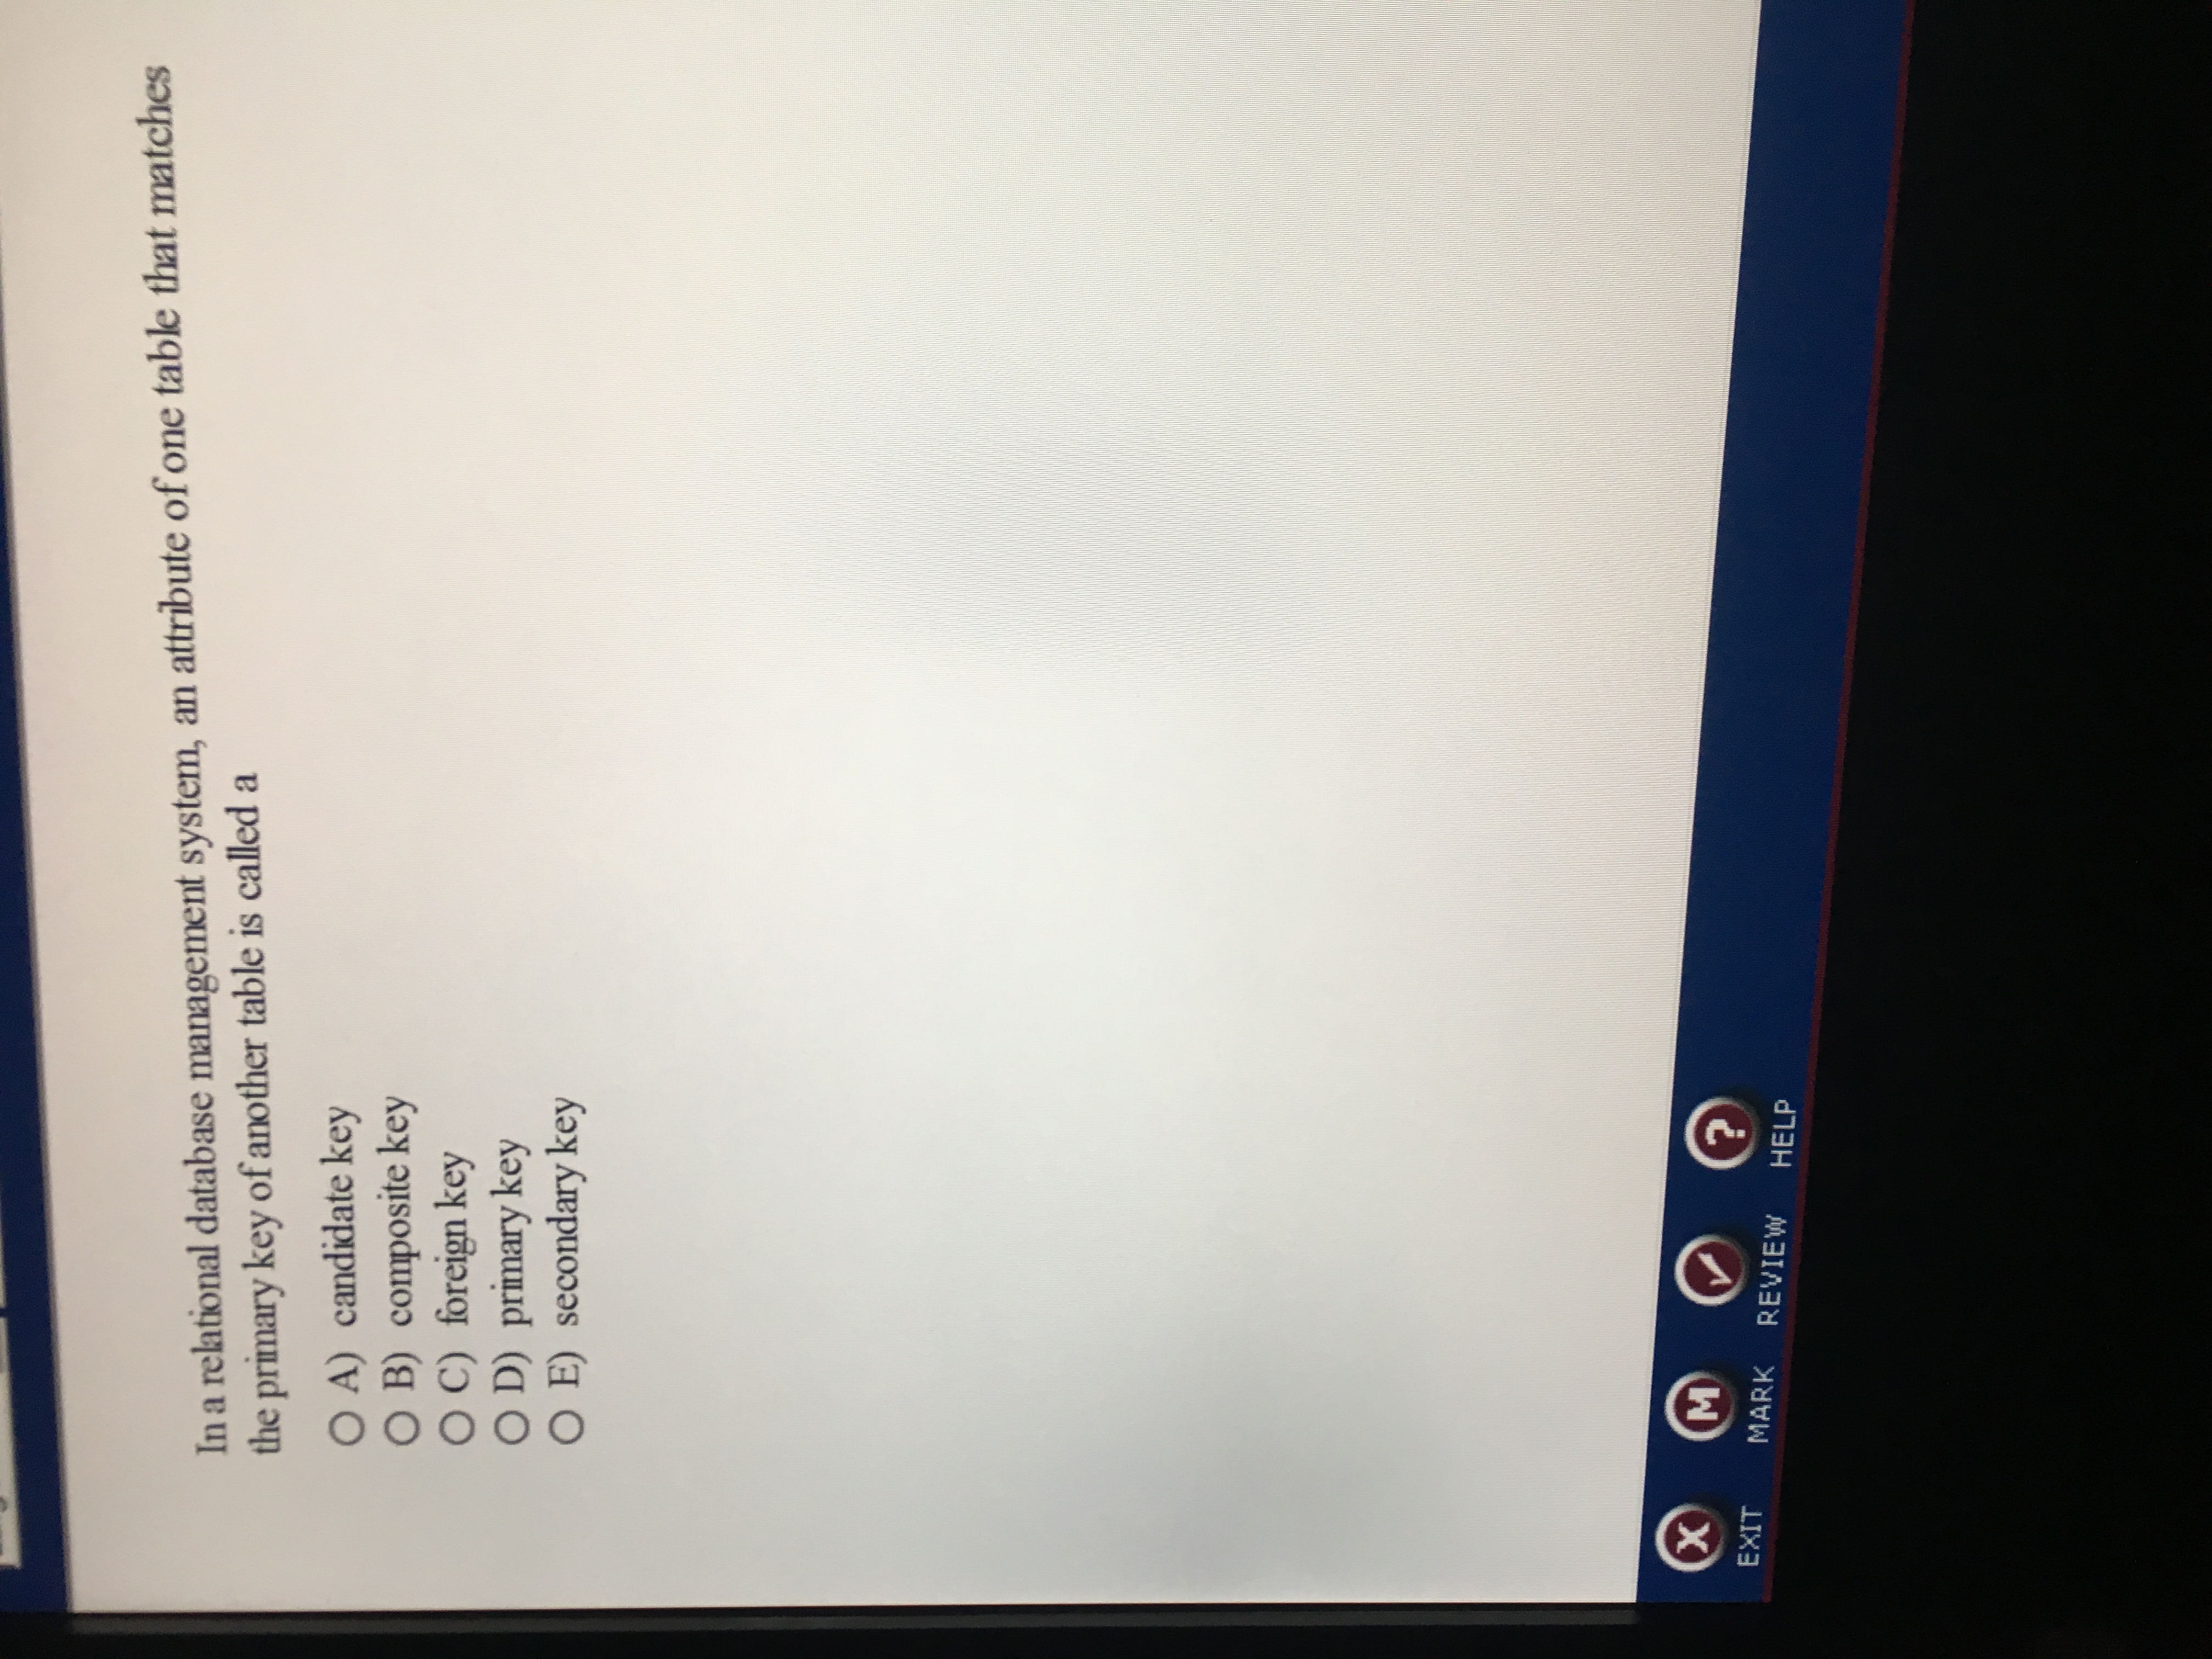 In a relational database management system, an attribute of one table that matches
the primary key of another table is called a
A) candidate key
B) composite key
C) foreign key
D) primary key
E) secondary key
X M ?
EXIT MARK REVIEW HELP